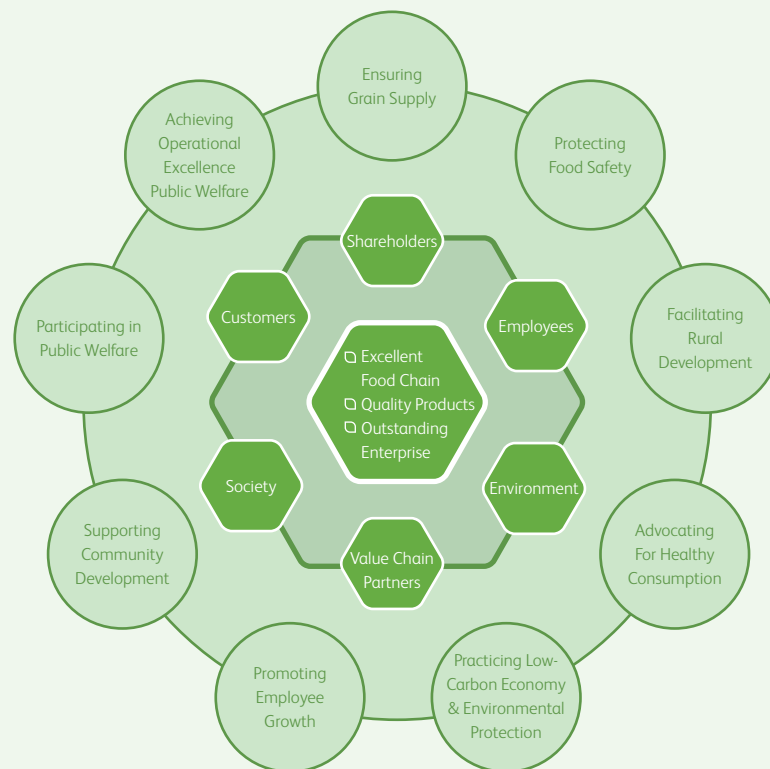 Ensuring
Grain Supply
Achieving
Operational
Excellence
Public Welfare
Protecting
Food Safety
Shareholders
Customers
Employees
Participating in
Public Welfare
Facilitating
Rural
Development
Excellent
Food Chain
Quality Products
Outstanding
Enterprise
Society
Environment
Supporting
Community
Development
Value Chain
Partners
Advocating
For Healthy
Consumption
Promoting
Employee
Growth
Practicing Low-
Carbon Economy
& Environmental
Protection